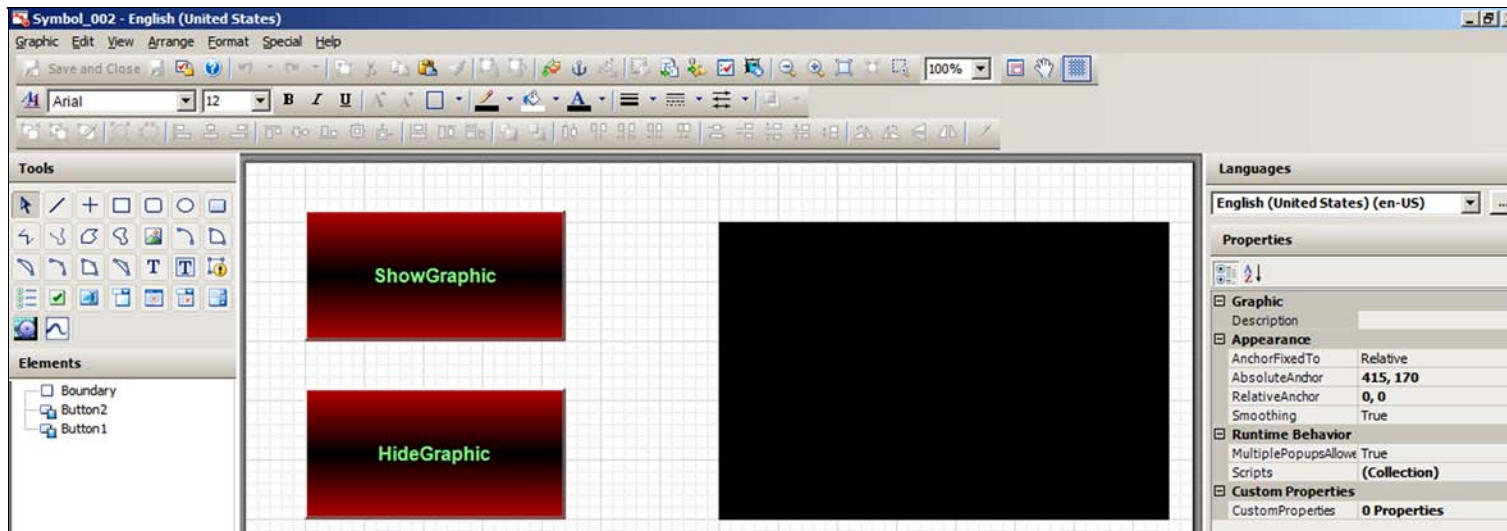 Symbol_002 - English (United States)
Graphic Edit View Arrange Format Special Help
Save and Close 100%
Arial 12 B I U A
Tools
T T
Elements
Boundary
Button2
Button1
ShowGraphic
HideGraphic
Languages
English (United States) (en-US) ...
Properties
Graphic
Description
Appearance
AnchorFixedTo Relative
AbsoluteAnchor 415, 170
RelativeAnchor 0, 0
Smoothing True
Runtime Behavior
MultiplePopupsAllowe True
Scripts (Collection)
Custom Properties
CustomProperties 0 Properties